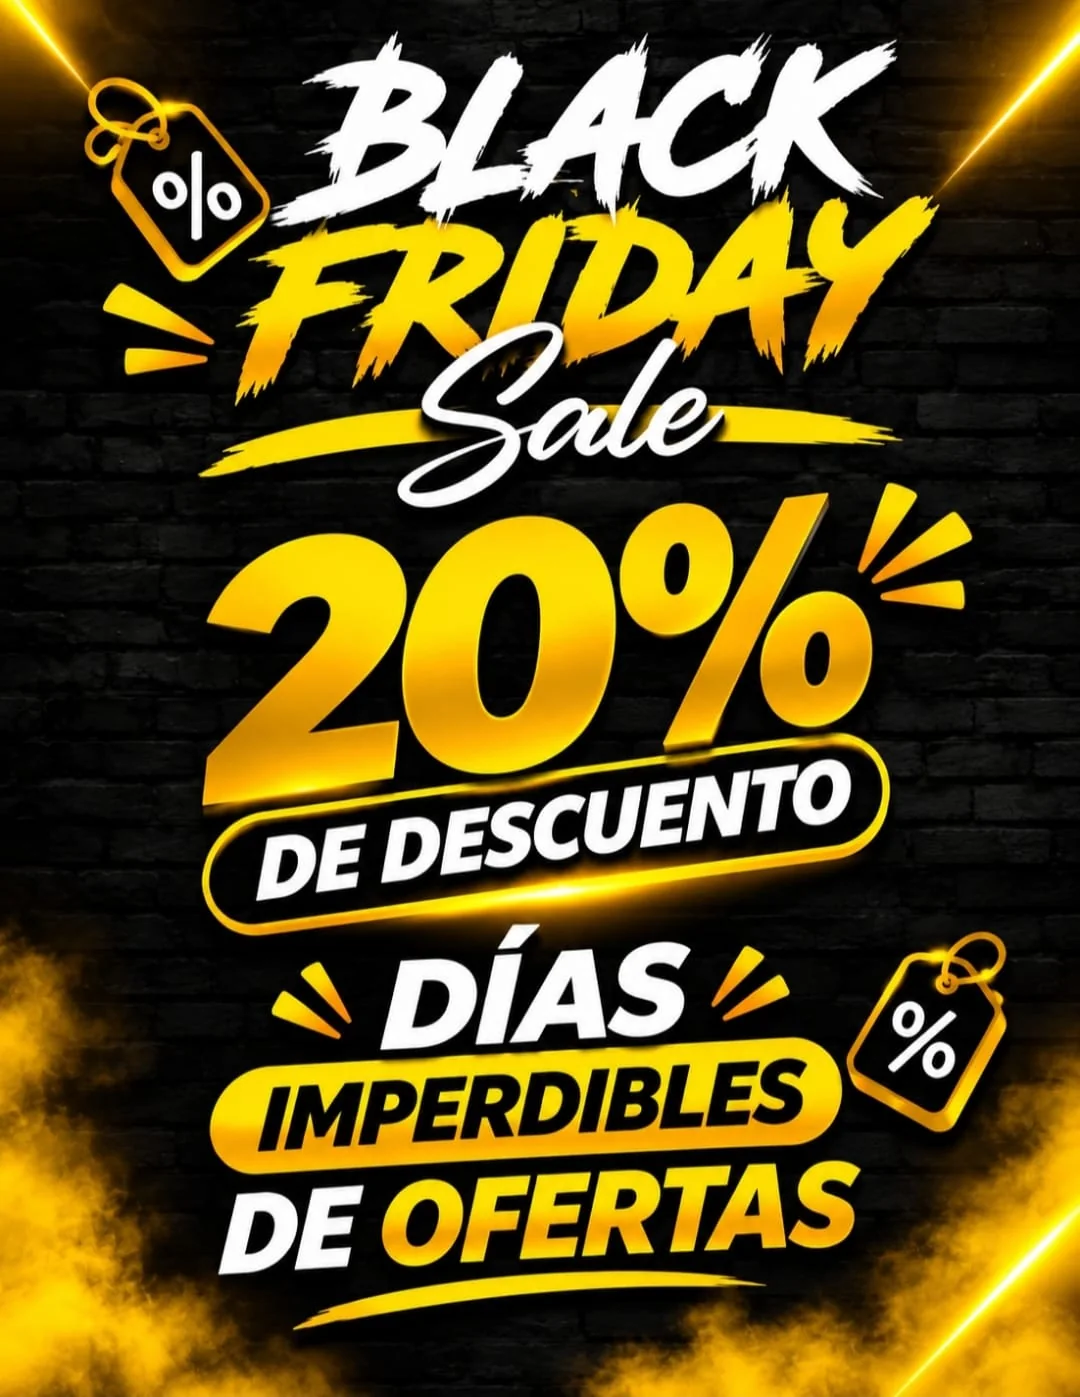 %
BLACK
FRIDAY
Sale
20%
DE DESCUENTO
DÍAS
IMPERDIBLES
%
DE OFERTAS